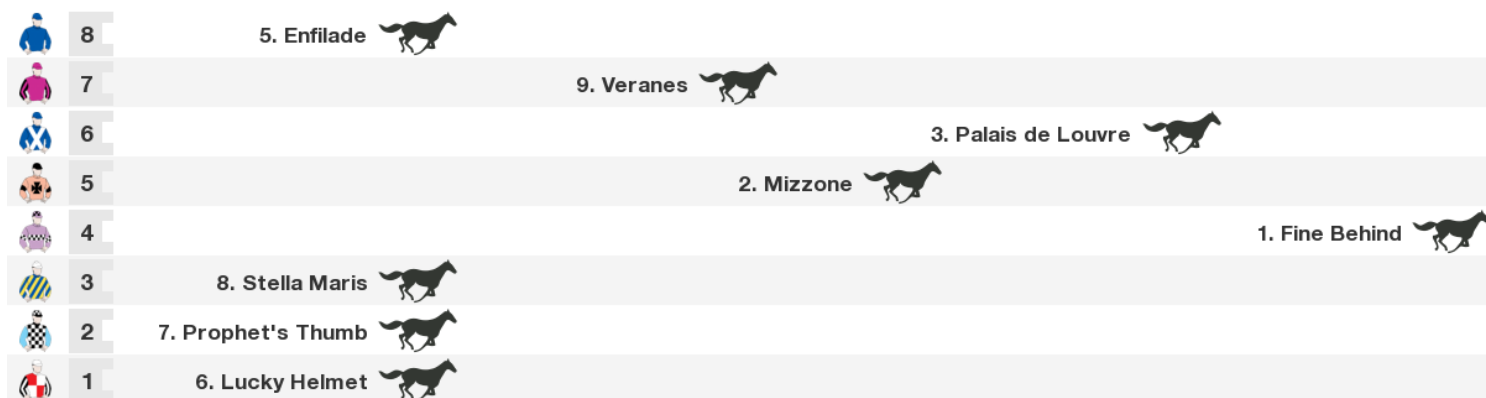 8 5. Enfilade
7 9. Veranes
6 3. Palais de Louvre
5 2. Mizzone
4 1. Fine Behind
3 8. Stella Maris
2 7. Prophet's Thumb
1 6. Lucky Helmet